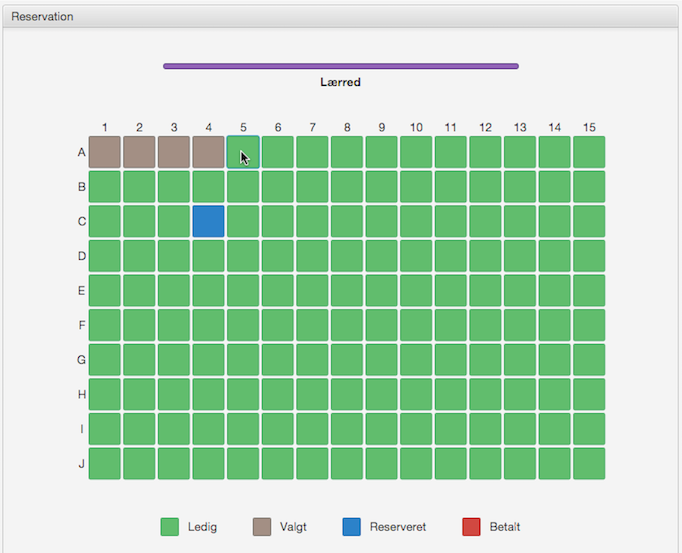 Reservation
Lærred
1 2 3 4 5 6 7 8 9 10 11 12 13 14 15
A
B
C
D
E
F
G
H
I
J
Ledig Valgt Reserveret Betalt